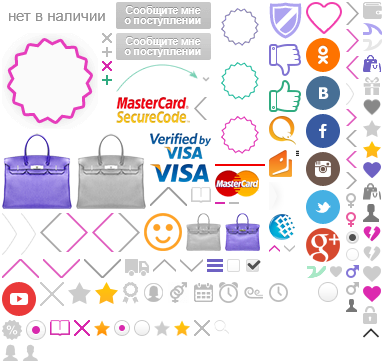 нет в наличии
Сообщите мне
о поступлении
Сообщите мне
о поступлении
MasterCard.
SecureCode.
Verified by
VISA
VISA
MasterCard
B
f
g+